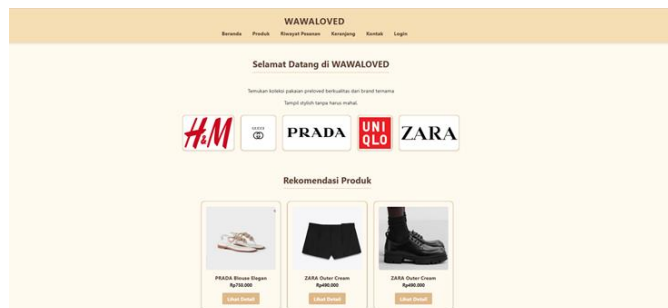 WAWALOVED
Beranda Produk Riwayat Pesanan Keranjang Kontak Login
Selamat Datang di WAWALOVED
Temukan koleksi pakaian preloved berkualitas dari brand ternama
Tampil stylish tanpa harus mahal.
H&M GUCCI PRADA UNI QLO ZARA
Rekomendasi Produk
PRADA Blouse Elegan ZARA Outer Cream ZARA Outer Cream
Rp750.000 Rp490.000 Rp490.000
Lihat Detail Lihat Detail Lihat Detail